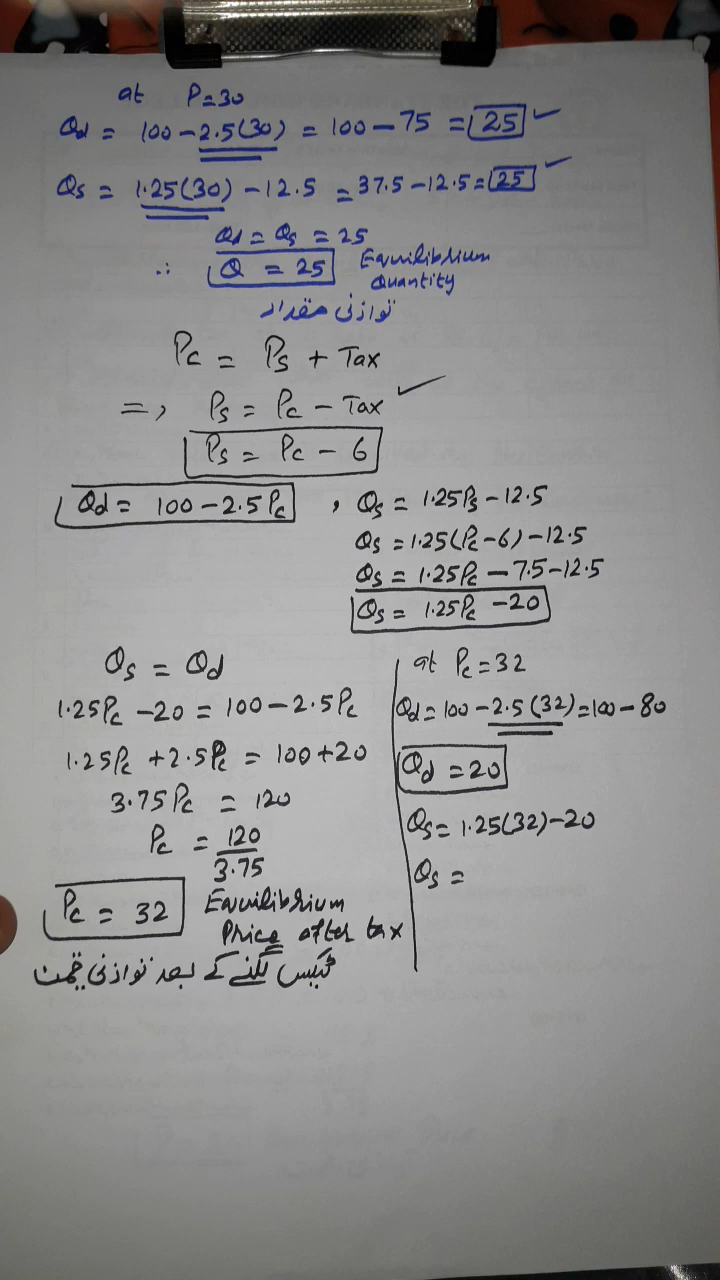 at P=30
Qd = 100 - 2.5(30) = 100 - 75 = 25 ✓
Qs = 1.25(30) - 12.5 = 37.5 - 12.5 = 25 ✓
Qd = Qs = 25
∴ Q = 25 Equilibrium
Quantity
توازنی مقدار
Pc = Ps + Tax
=> Ps = Pc - Tax ✓
Ps = Pc - 6
Qd = 100 - 2.5Pc , Qs = 1.25Ps - 12.5
Qs = 1.25(Pc-6) - 12.5
Qs = 1.25Pc - 7.5 - 12.5
Qs = 1.25Pc - 20
Qs = Qd
1.25Pc - 20 = 100 - 2.5Pc
1.25Pc + 2.5Pc = 100 + 20
3.75Pc = 120
Pc = 120/3.75
Pc = 32 Equilibrium
Price after tax
ٹیکس لگنے کے بعد توازنی قیمت
at Pc = 32
Qd = 100 - 2.5(32) = 100 - 80
Qd = 20
Qs = 1.25(32) - 20
Qs =